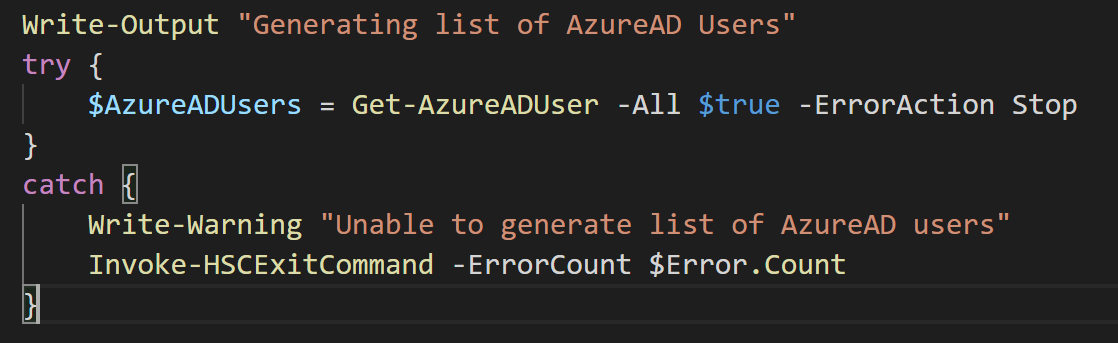 Write-Output "Generating list of AzureAD Users"
try {
    $AzureADUsers = Get-AzureADUser -All $true -ErrorAction Stop
}
catch {
    Write-Warning "Unable to generate list of AzureAD users"
    Invoke-HSCExitCommand -ErrorCount $Error.Count
}